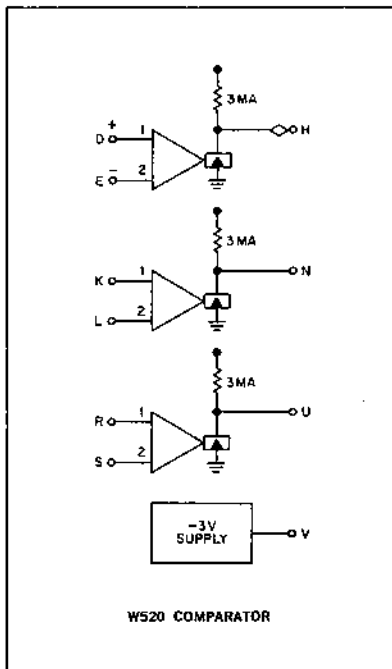 3MA
+
D 1
H
E − 2
3MA
K 1
N
L 2
3MA
R 1
U
S 2
−3V
SUPPLY
V
W520 COMPARATOR